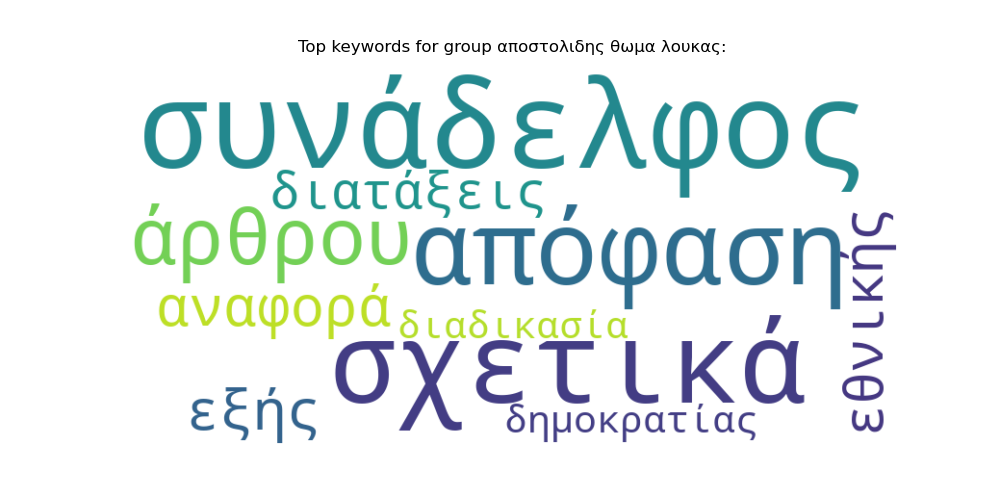 Top keywords for group αποστολιδης θωμα λουκας:
συνάδελφος
διατάξεις
άρθρου
απόφαση
εθνικής
αναφορά
διαδικασία
σχετικά
εξής
δημοκρατίας